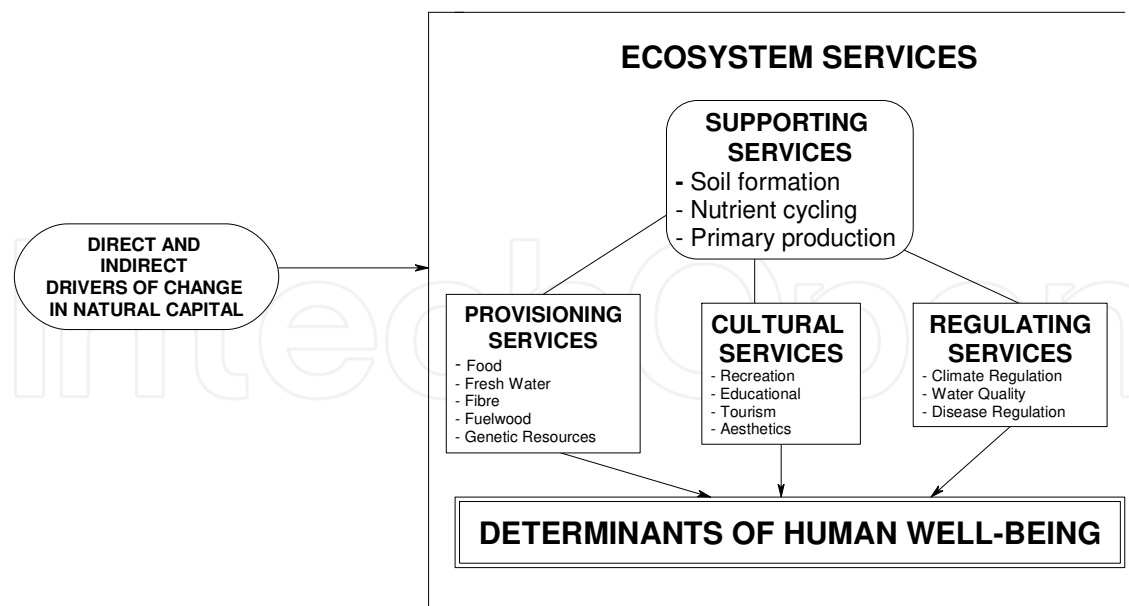 ECOSYSTEM SERVICES
SUPPORTING
SERVICES
- Soil formation
- Nutrient cycling
- Primary production
DIRECT AND
INDIRECT
DRIVERS OF CHANGE
IN NATURAL CAPITAL
PROVISIONING
SERVICES
- Food
- Fresh Water
- Fibre
- Fuelwood
- Genetic Resources
CULTURAL
SERVICES
- Recreation
- Educational
- Tourism
- Aesthetics
REGULATING
SERVICES
- Climate Regulation
- Water Quality
- Disease Regulation
DETERMINANTS OF HUMAN WELL-BEING
IntechOpen